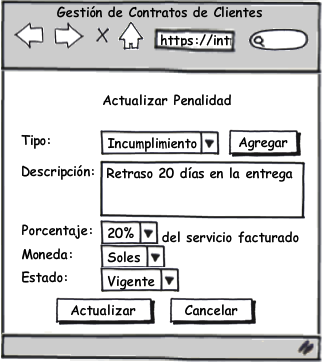 Gestión de Contratos de Clientes
https://int
Actualizar Penalidad
Tipo: Incumplimiento Agregar
Descripción: Retraso 20 días en la entrega
Porcentaje: 20% del servicio facturado
Moneda: Soles
Estado: Vigente
Actualizar Cancelar